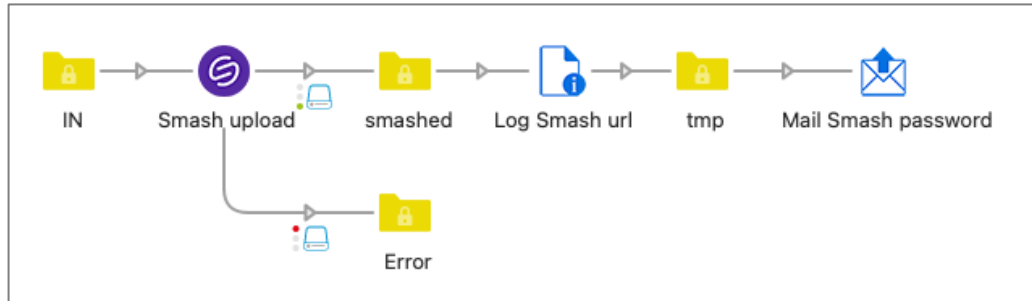 IN
Smash upload
smashed
Log Smash url
tmp
Mail Smash password
Error